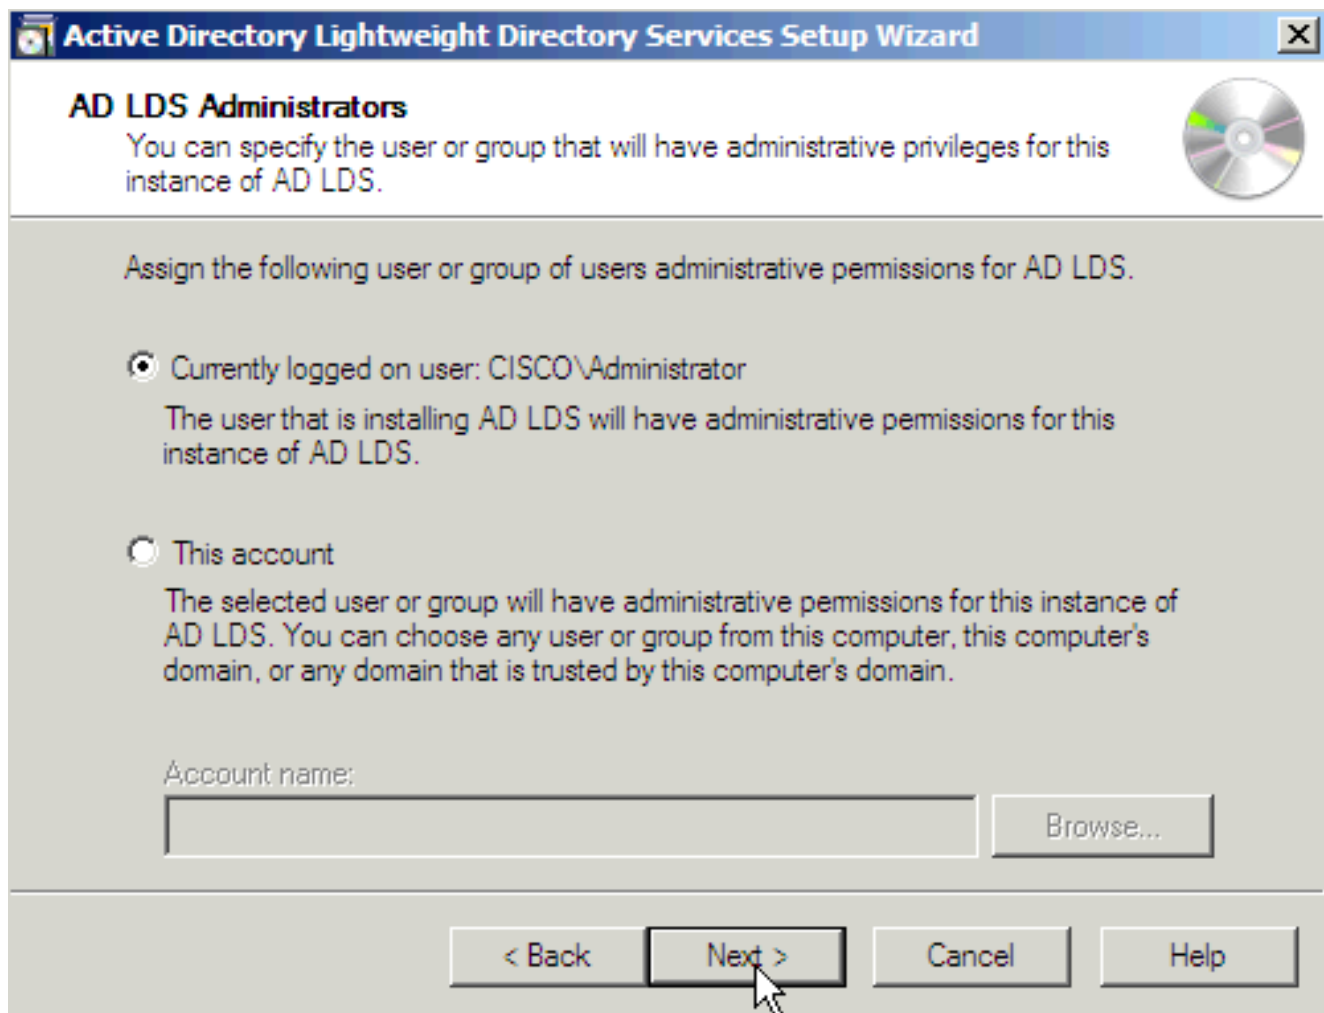 Active Directory Lightweight Directory Services Setup Wizard
AD LDS Administrators
You can specify the user or group that will have administrative privileges for this
instance of AD LDS.
Assign the following user or group of users administrative permissions for AD LDS.
Currently logged on user: CISCO\Administrator
The user that is installing AD LDS will have administrative permissions for this
instance of AD LDS.
This account
The selected user or group will have administrative permissions for this instance of
AD LDS. You can choose any user or group from this computer, this computer's
domain, or any domain that is trusted by this computer's domain.
Account name:
Browse...
< Back Next > Cancel Help